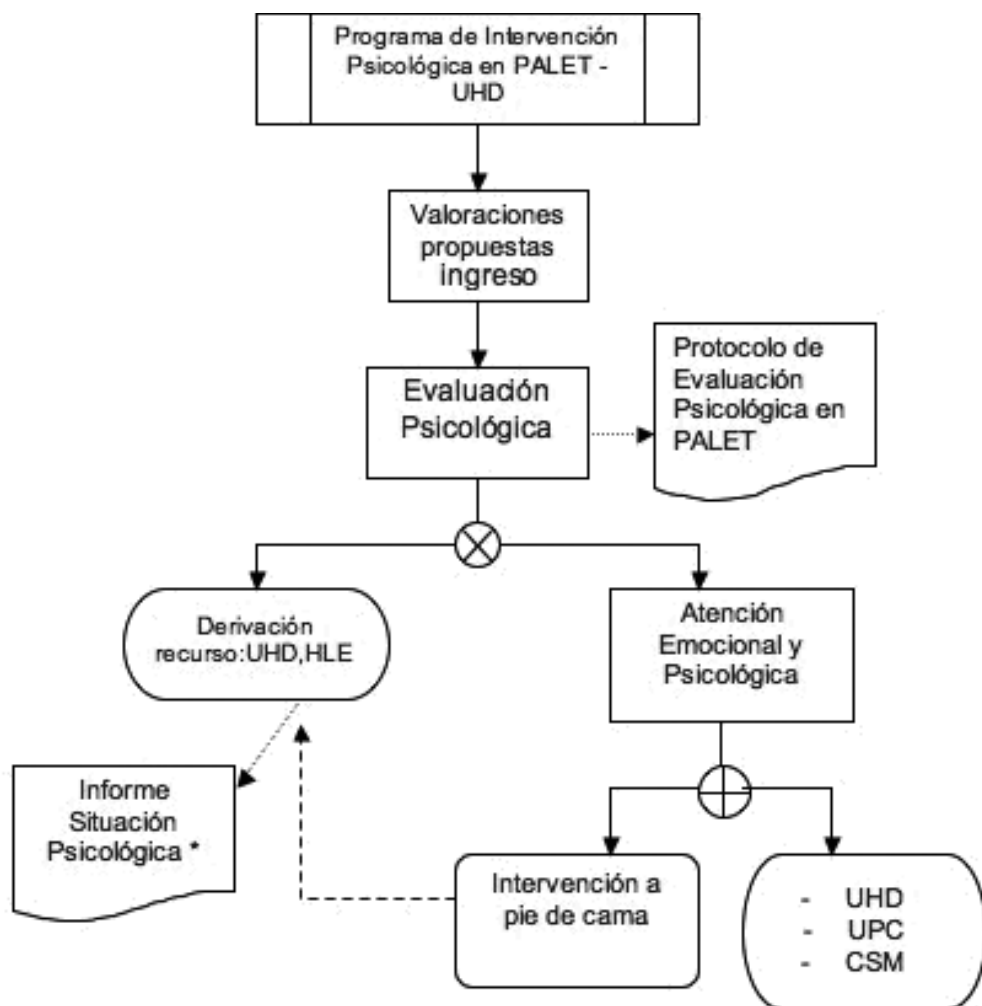 Programa de Intervención
Psicológica en PALET -
UHD
Valoraciones
propuestas
ingreso
Evaluación
Psicológica
Protocolo de
Evaluación
Psicológica en
PALET
Derivación
recurso:UHD,HLE
Atención
Emocional y
Psicológica
Informe
Situación
Psicológica *
Intervención a
pie de cama
- UHD
- UPC
- CSM